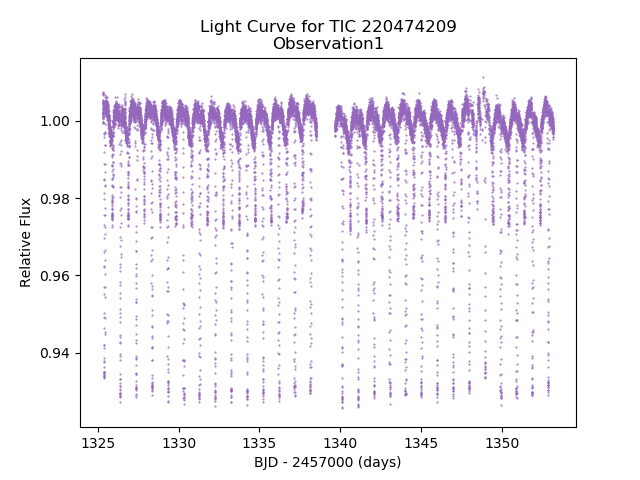 Light Curve for TIC 220474209
Observation1
1.00
0.98
0.96
0.94
Relative Flux
1325
1330
1335
1340
1345
1350
BJD - 2457000 (days)